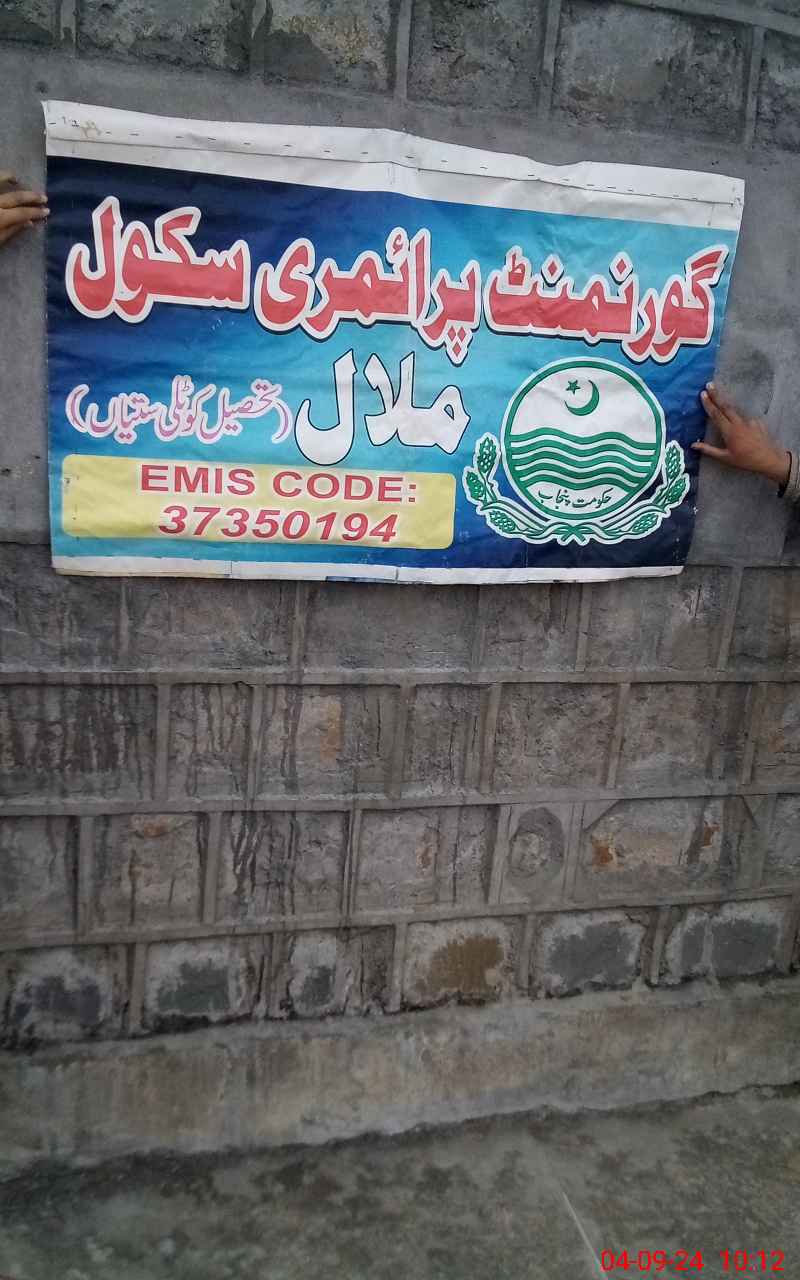 گورنمنٹ پرائمری سکول
ملال
(تحصیل کوٹلی ستیاں)
حکومت پنجاب
EMIS CODE:
37350194
04-09-24 10:12